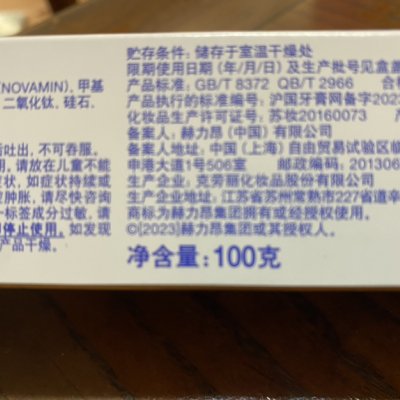 NOVAMIN)、甲基
二氧化钛、硅石.
吐出，不可吞服。
用。请放在儿童不能
症状，如症状持续或
肿胀，请尽快咨询
标签成分过敏，请
停止使用。如发现
产品干燥。
贮存条件：储存于室温干燥处
限期使用日期（年/月/日）及生产批号见盒盖
产品标准：GB/T 8372 QB/T 2966 合
产品执行的标准编号：沪国牙膏网备字2023
化妆品生产许可证号：苏妆20160073
备案人：赫力昂（中国）有限公司
备案人地址：中国（上海）自由贸易试验区临
申港大道1号506室 邮政编码：201306
生产企业：克劳丽化妆品股份有限公司
生产企业地址：江苏省苏州常熟市227省道辛
商标为赫力昂集团拥有或经授权使用。
©{2023}赫力昂集团或其授权人。
净含量：100克